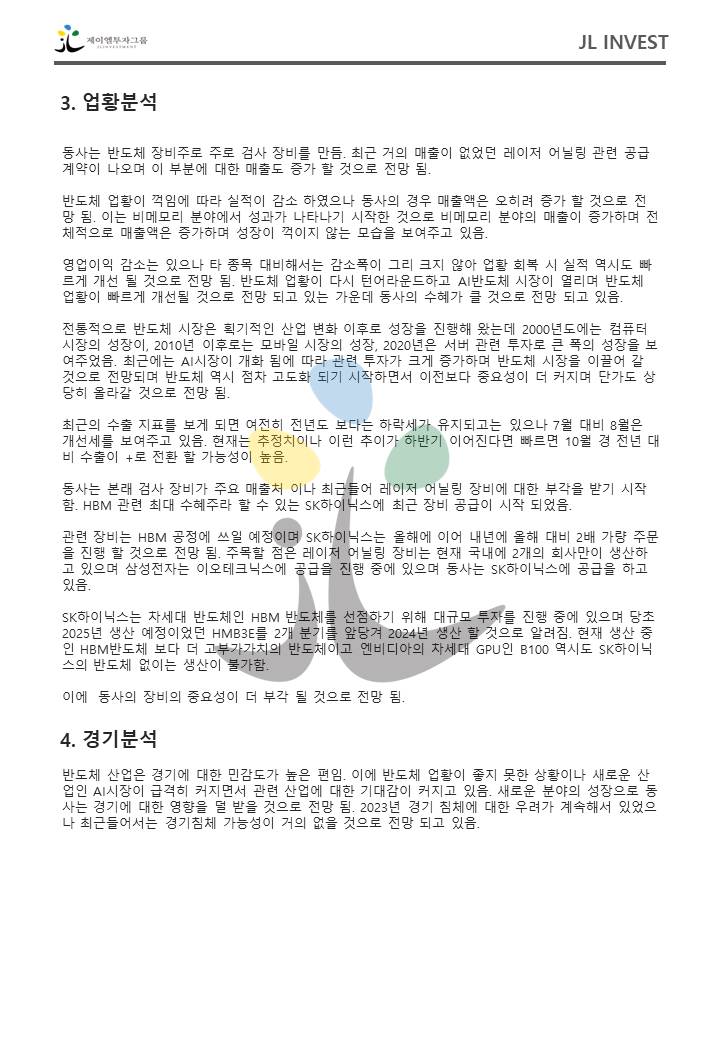 제이엘투자그룹
JLINVESTMENT
JL INVEST
3. 업황분석
동사는 반도체 장비주로 주로 검사 장비를 만듬. 최근 거의 매출이 없었던 레이저 어닐링 관련 공급
계약이 나오며 이 부분에 대한 매출도 증가 할 것으로 전망 됨.
반도체 업황이 꺽임에 따라 실적이 감소 하였으나 동사의 경우 매출액은 오히려 증가 할 것으로 전
망 됨. 이는 비메모리 분야에서 성과가 나타나기 시작한 것으로 비메모리 분야의 매출이 증가하며 전
체적으로 매출액은 증가하며 성장이 꺽이지 않는 모습을 보여주고 있음.
영업이익 감소는 있으나 타 종목 대비해서는 감소폭이 그리 크지 않아 업황 회복 시 실적 역시도 빠
르게 개선 될 것으로 전망 됨. 반도체 업황이 다시 턴어라운드하고 AI반도체 시장이 열리며 반도체
업황이 빠르게 개선될 것으로 전망 되고 있는 가운데 동사의 수혜가 클 것으로 전망 되고 있음.
전통적으로 반도체 시장은 획기적인 산업 변화 이후로 성장을 진행해 왔는데 2000년도에는 컴퓨터
시장의 성장이, 2010년 이후로는 모바일 시장의 성장, 2020년은 서버 관련 투자로 큰 폭의 성장을 보
여주었음. 최근에는 AI시장이 개화 됨에 따라 관련 투자가 크게 증가하며 반도체 시장을 이끌어 갈
것으로 전망되며 반도체 역시 점차 고도화 되기 시작하면서 이전보다 중요성이 더 커지며 단가도 상
당히 올라갈 것으로 전망 됨.
최근의 수출 지표를 보게 되면 여전히 전년도 보다는 하락세가 유지되고는 있으나 7월 대비 8월은
개선세를 보여주고 있음. 현재는 추정치이나 이런 추이가 하반기 이어진다면 빠르면 10월 경 전년 대
비 수출이 +로 전환 할 가능성이 높음.
동사는 본래 검사 장비가 주요 매출처 이나 최근들어 레이저 어닐링 장비에 대한 부각을 받기 시작
함. HBM 관련 최대 수혜주라 할 수 있는 SK하이닉스에 최근 장비 공급이 시작 되었음.
관련 장비는 HBM 공정에 쓰일 예정이며 SK하이닉스는 올해에 이어 내년에 올해 대비 2배 가량 주문
을 진행 할 것으로 전망 됨. 주목할 점은 레이저 어닐링 장비는 현재 국내에 2개의 회사만이 생산하
고 있으며 삼성전자는 이오테크닉스에 공급을 진행 중에 있으며 동사는 SK하이닉스에 공급을 하고
있음.
SK하이닉스는 차세대 반도체인 HBM 반도체를 선점하기 위해 대규모 투자를 진행 중에 있으며 당초
2025년 생산 예정이었던 HMB3E를 2개 분기를 앞당겨 2024년 생산 할 것으로 알려짐. 현재 생산 중
인 HBM반도체 보다 더 고부가가치의 반도체이고 엔비디아의 차세대 GPU인 B100 역시도 SK하이닉
스의 반도체 없이는 생산이 불가함.
이에 동사의 장비의 중요성이 더 부각 될 것으로 전망 됨.
4. 경기분석
반도체 산업은 경기에 대한 민감도가 높은 편임. 이에 반도체 업황이 좋지 못한 상황이나 새로운 산
업인 AI시장이 급격히 커지면서 관련 산업에 대한 기대감이 커지고 있음. 새로운 분야의 성장으로 동
사는 경기에 대한 영향을 덜 받을 것으로 전망 됨. 2023년 경기 침체에 대한 우려가 계속해서 있었으
나 최근들어서는 경기침체 가능성이 거의 없을 것으로 전망 되고 있음.